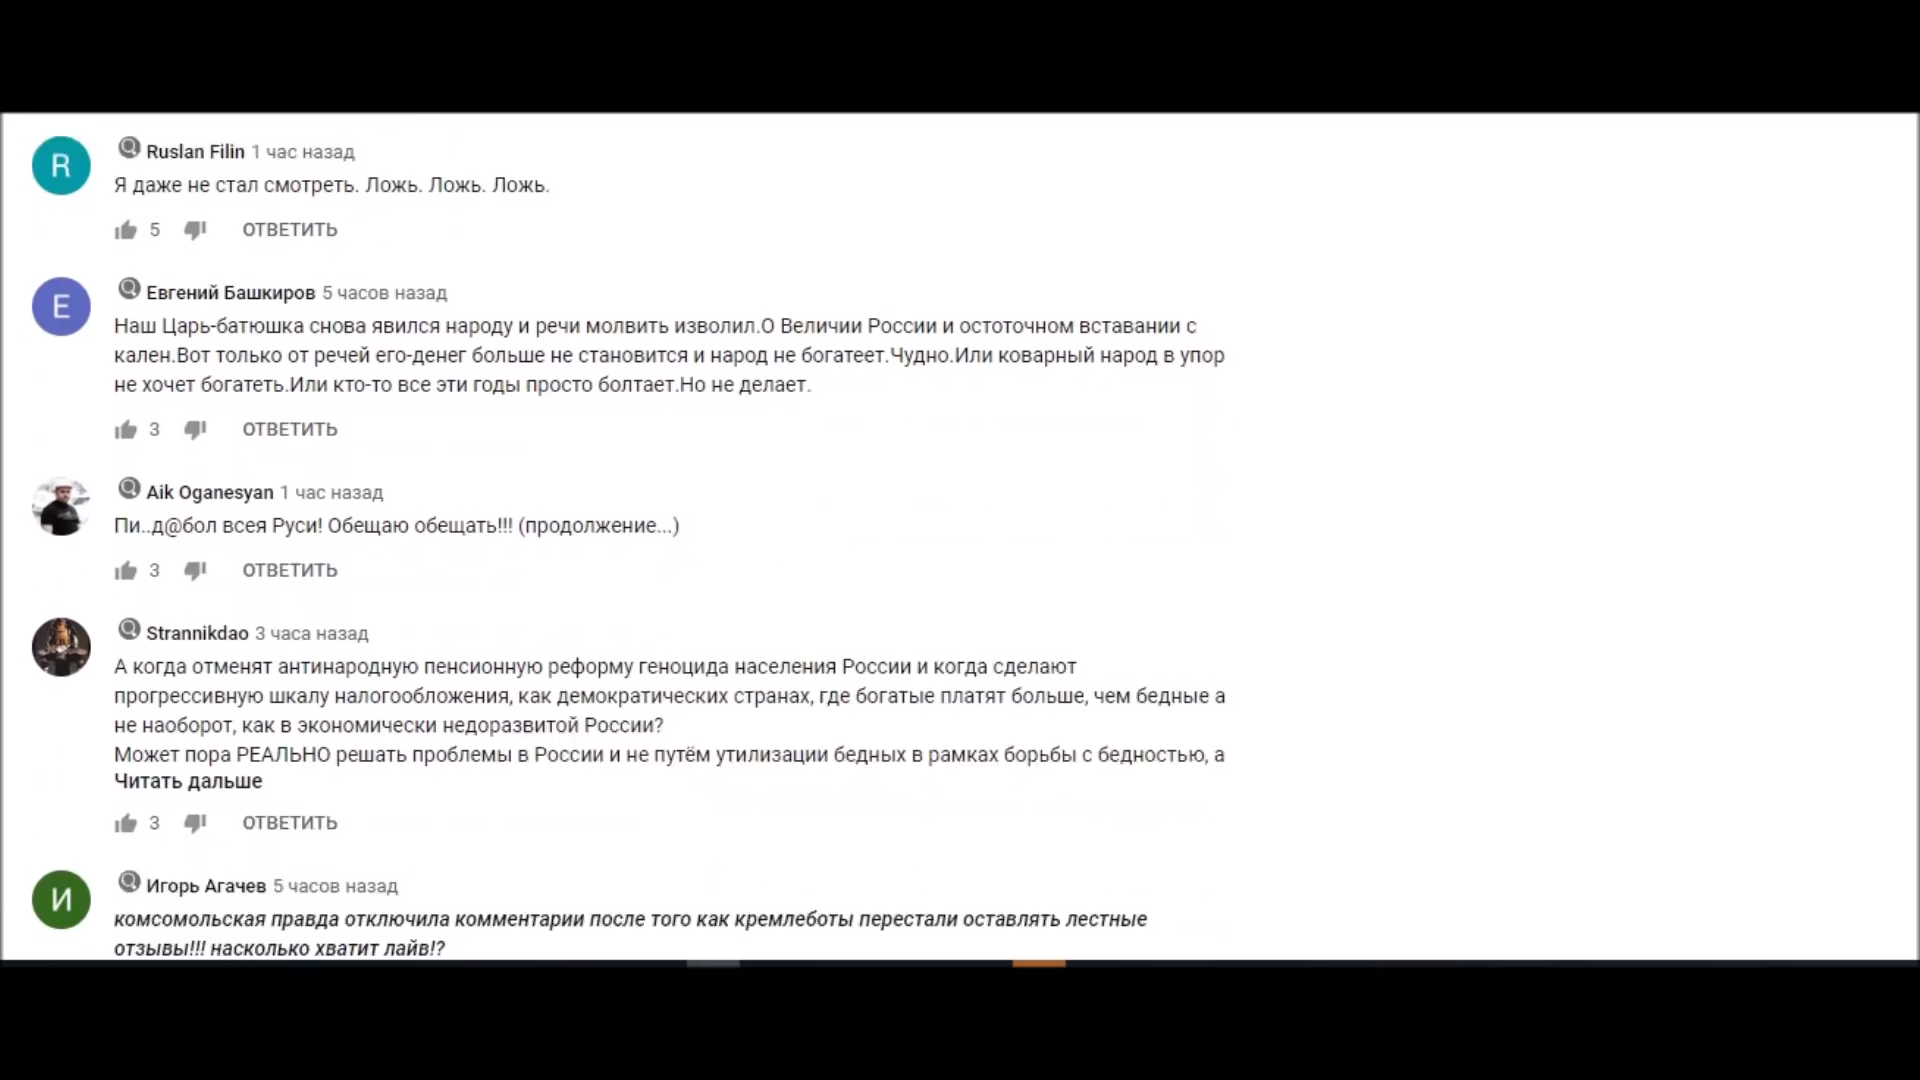 R
Ruslan Filin 1 час назад
Я даже не стал смотреть. Ложь. Ложь. Ложь.
5 ОТВЕТИТЬ
E
Евгений Башкиров 5 часов назад
Наш Царь-батюшка снова явился народу и речи молвить изволил.О Величии России и остоточном вставании с
кален.Вот только от речей его-денег больше не становится и народ не богатеет.Чудно.Или коварный народ в упор
не хочет богатеть.Или кто-то все эти годы просто болтает.Но не делает.
3 ОТВЕТИТЬ
Aik Oganesyan 1 час назад
Пи..д@бол всея Руси! Обещаю обещать!!! (продолжение...)
3 ОТВЕТИТЬ
Strannikdao 3 часа назад
А когда отменят антинародную пенсионную реформу геноцида населения России и когда сделают
прогрессивную шкалу налогообложения, как демократических странах, где богатые платят больше, чем бедные а
не наоборот, как в экономически недоразвитой России?
Может пора РЕАЛЬНО решать проблемы в России и не путём утилизации бедных в рамках борьбы с бедностью, а
Читать дальше
3 ОТВЕТИТЬ
И
Игорь Агачев 5 часов назад
комсомольская правда отключила комментарии после того как кремлеботы перестали оставлять лестные
отзывы!!! насколько хватит лайв!?